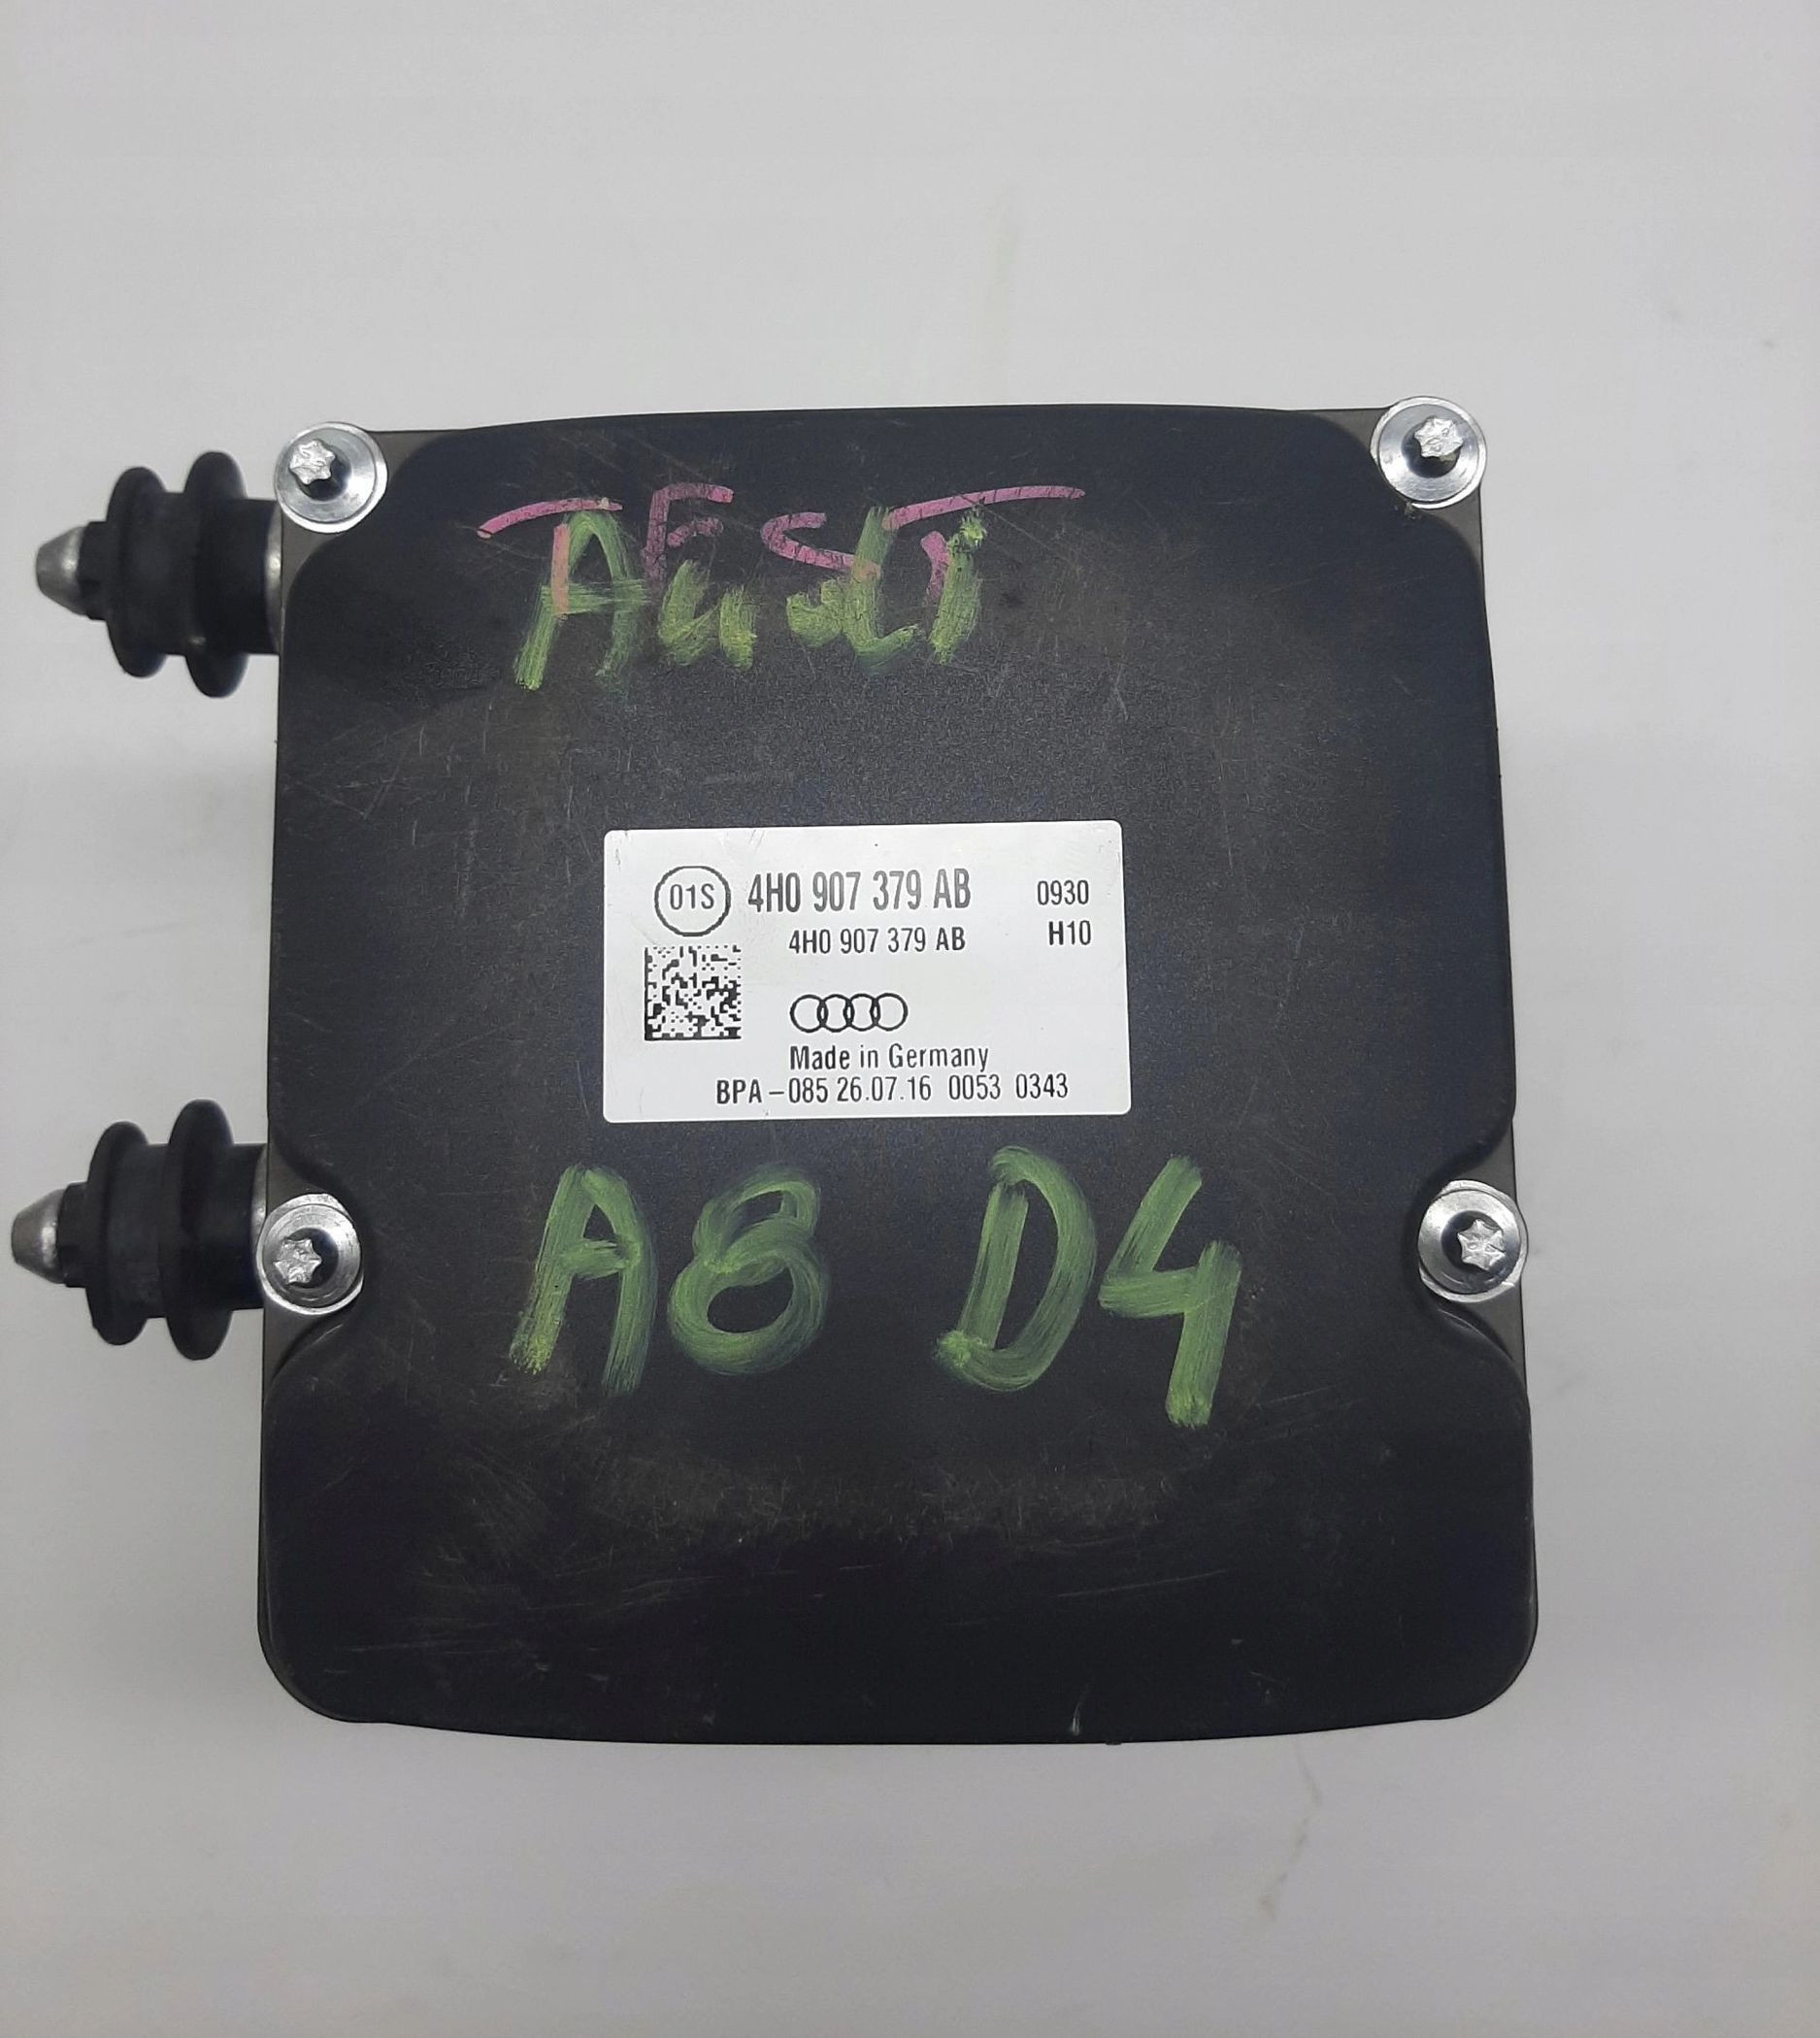 TEST
Audi
01S 4H0 907 379 AB 0930
4H0 907 379 AB H10
Made in Germany
BPA-085 26.07.16 0053 0343
A8 D4